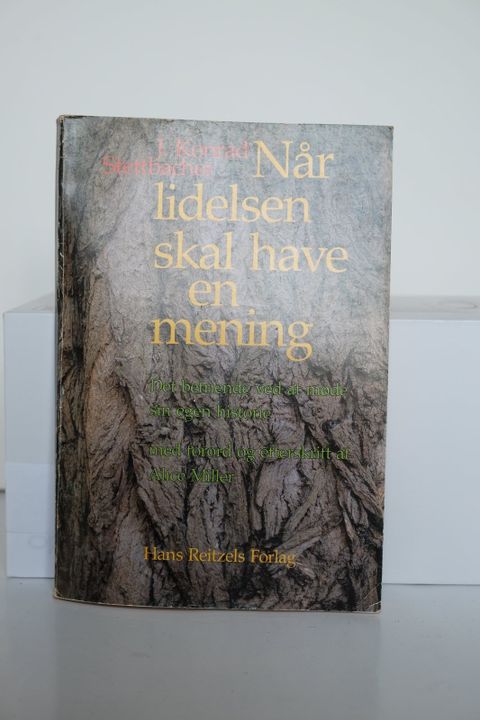 J. Konrad
Stettbacher
Når
lidelsen
skal have
en
mening
Det befriende ved at møde
sin egen historie
med forord og efterskrift af
Alice Miller
Hans Reitzels Forlag